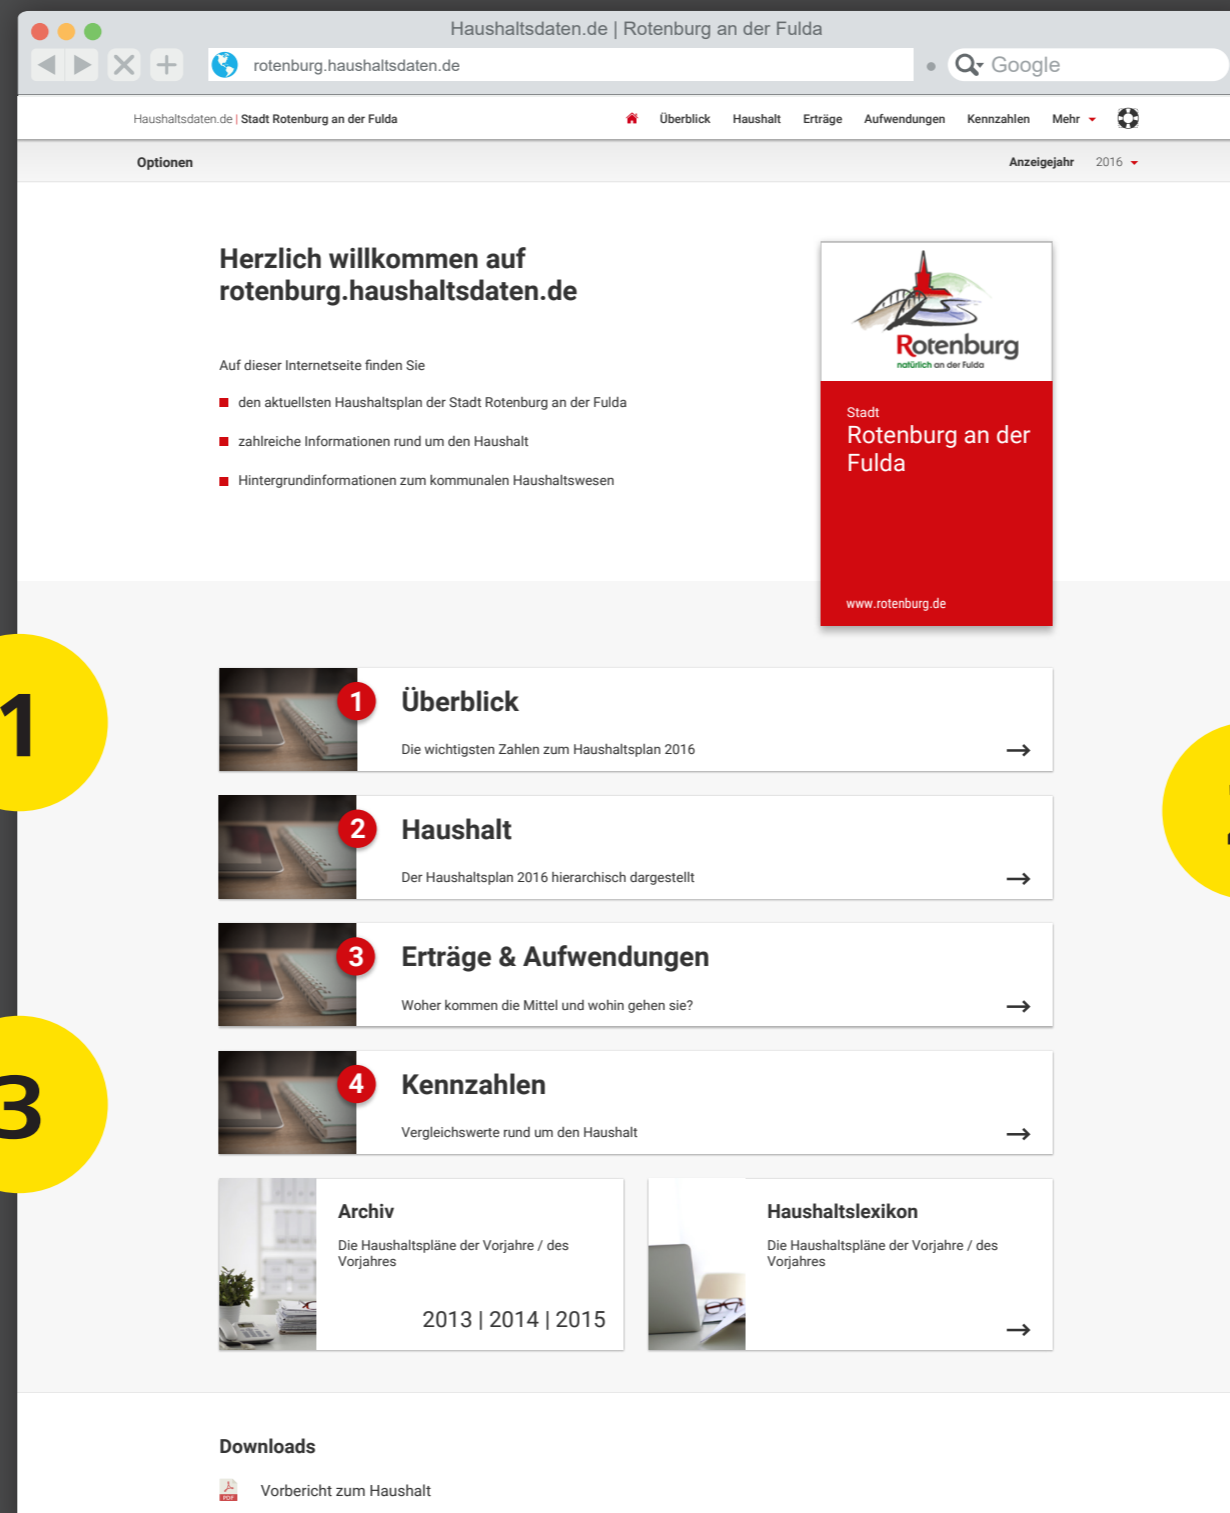 Haushaltsdaten.de | Rotenburg an der Fulda
rotenburg.haushaltsdaten.de
Google
Haushaltsdaten.de | Stadt Rotenburg an der Fulda
Überblick Haushalt Erträge Aufwendungen Kennzahlen Mehr
Optionen
Anzeigejahr 2016
Herzlich willkommen auf
rotenburg.haushaltsdaten.de
Auf dieser Internetseite finden Sie
den aktuellsten Haushaltsplan der Stadt Rotenburg an der Fulda
zahlreiche Informationen rund um den Haushalt
Hintergrundinformationen zum kommunalen Haushaltswesen
Rotenburg
natürlich an der Fulda
Stadt
Rotenburg an der
Fulda
www.rotenburg.de
1
1 Überblick
Die wichtigsten Zahlen zum Haushaltsplan 2016
2 Haushalt
Der Haushaltsplan 2016 hierarchisch dargestellt
3 Erträge & Aufwendungen
Woher kommen die Mittel und wohin gehen sie?
3
4 Kennzahlen
Vergleichswerte rund um den Haushalt
Archiv
Die Haushaltspläne der Vorjahre / des
Vorjahres
2013 | 2014 | 2015
Haushaltslexikon
Die Haushaltspläne der Vorjahre / des
Vorjahres
Downloads
PDF
Vorbericht zum Haushalt